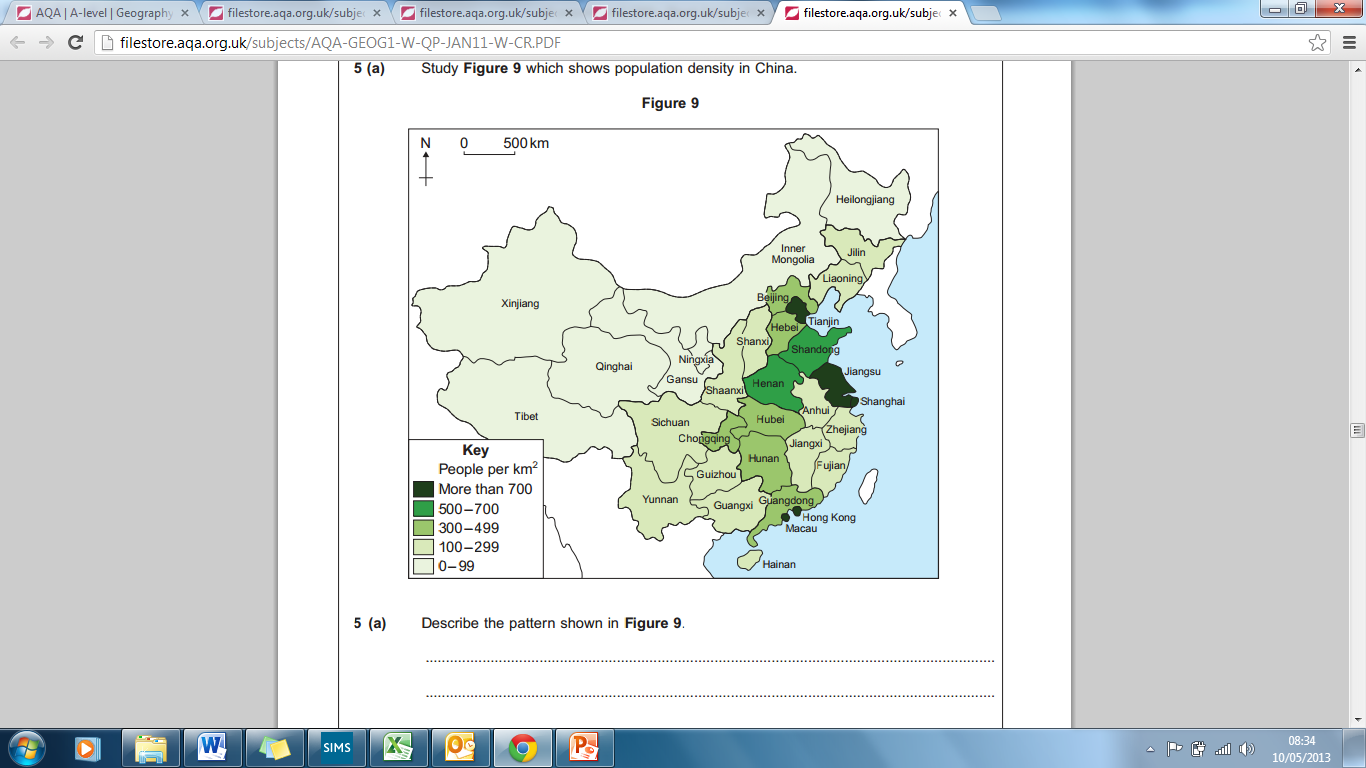 AQA | A-level | Geography
filestore.aqa.org.uk/subje
filestore.aqa.org.uk/subje
filestore.aqa.org.uk/subje
filestore.aqa.org.uk/subje
filestore.aqa.org.uk/subjects/AQA-GEOG1-W-QP-JAN11-W-CR.PDF
5 (a) Study Figure 9 which shows population density in China.
Figure 9
N 0 500 km
Heilongjiang
Inner
Mongolia
Jilin
Liaoning
Xinjiang
Beijing
Tianjin
Hebei
Shanxi
Shandong
Ningxia
Qinghai
Jiangsu
Gansu
Henan
Shaanxi
Shanghai
Anhui
Tibet
Sichuan
Hubei
Zhejiang
Chongqing
Jiangxi
Hunan
Fujian
Guizhou
Yunnan
Guangxi
Guangdong
Hong Kong
Macau
Hainan
Key
People per km2
More than 700
500–700
300–499
100–299
0–99
5 (a) Describe the pattern shown in Figure 9.
SIMS
08:34
10/05/2013